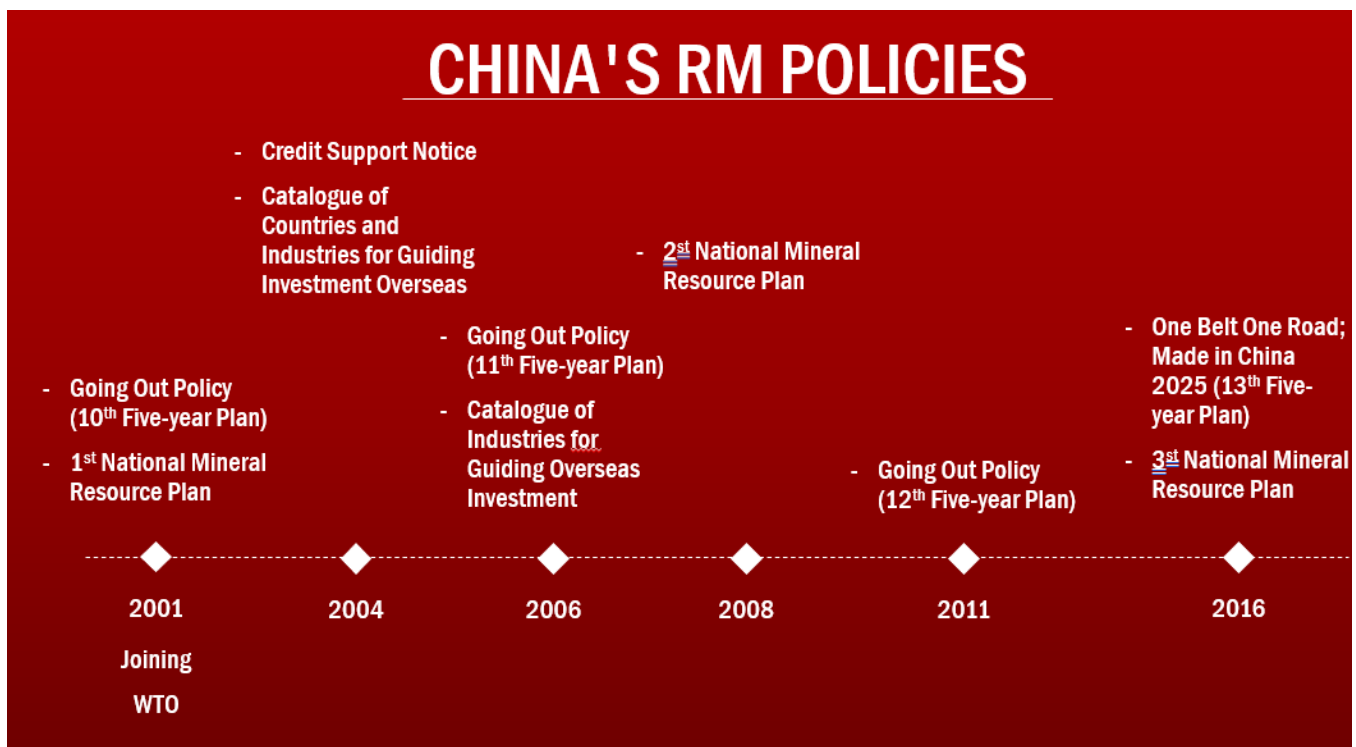 CHINA'S RM POLICIES
- Credit Support Notice
- Catalogue of
Countries and
Industries for Guiding
Investment Overseas
- 2st National Mineral
Resource Plan
- Going Out Policy
(11th Five-year Plan)
- Catalogue of
Industries for
Guiding Overseas
Investment
- One Belt One Road;
Made in China
2025 (13th Five-
year Plan)
- 3st National Mineral
Resource Plan
- Going Out Policy
(10th Five-year Plan)
- 1st National Mineral
Resource Plan
- Going Out Policy
(12th Five-year Plan)
2001
2004
2006
2008
2011
2016
Joining
WTO